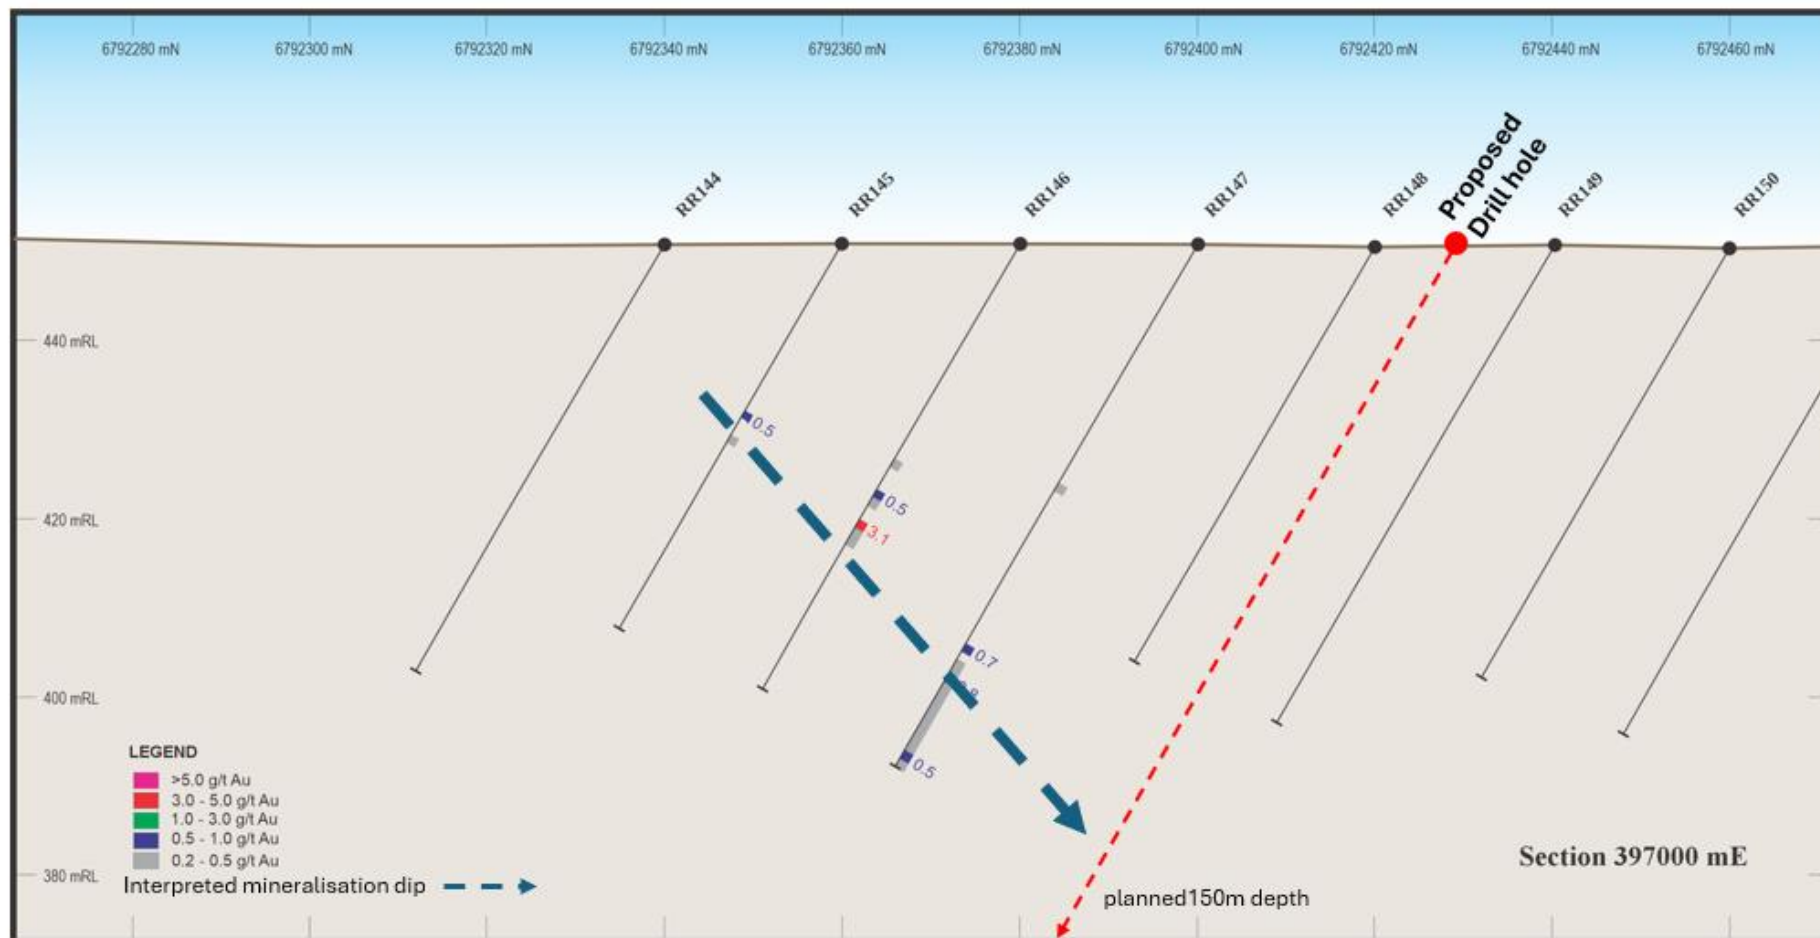 6792280 mN 6792300 mN 6792320 mN 6792340 mN 6792360 mN 6792380 mN 6792400 mN 6792420 mN 6792440 mN 6792460 mN
Proposed
Drill hole
RR144 RR145 RR146 RR147 RR148 RR149 RR150
440 mRL
0.5
0.5
420 mRL
3.1
0.7
400 mRL
0.5
LEGEND
>5.0 g/t Au
3.0 - 5.0 g/t Au
1.0 - 3.0 g/t Au
0.5 - 1.0 g/t Au
0.2 - 0.5 g/t Au
Section 397000 mE
380 mRL
Interpreted mineralisation dip
planned150m depth